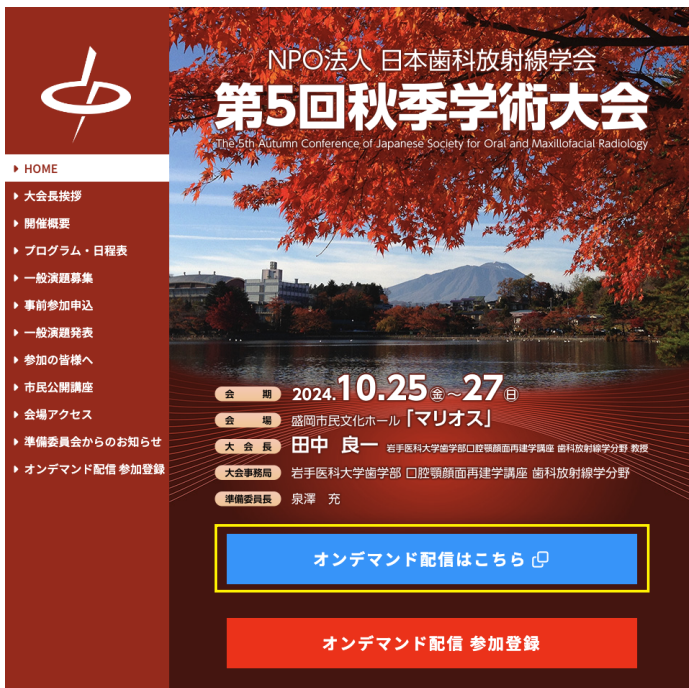 NPO法人 日本歯科放射線学会
第5回秋季学術大会
The 5th Autumn Conference of Japanese Society for Oral and Maxillofacial Radiology
HOME
大会長挨拶
開催概要
プログラム・日程表
一般演題募集
事前参加申込
一般演題発表
参加の皆様へ
市民公開講座
会場アクセス
準備委員会からのお知らせ
オンデマンド配信 参加登録
会 期 2024.10.25金～27日
会 場 盛岡市民文化ホール「マリオス」
大会長 田中 良一 岩手医科大学歯学部口腔顎顔面再建学講座 歯科放射線学分野 教授
大会事務局 岩手医科大学歯学部 口腔顎顔面再建学講座 歯科放射線学分野
準備委員長 泉澤 充
オンデマンド配信はこちら
オンデマンド配信 参加登録